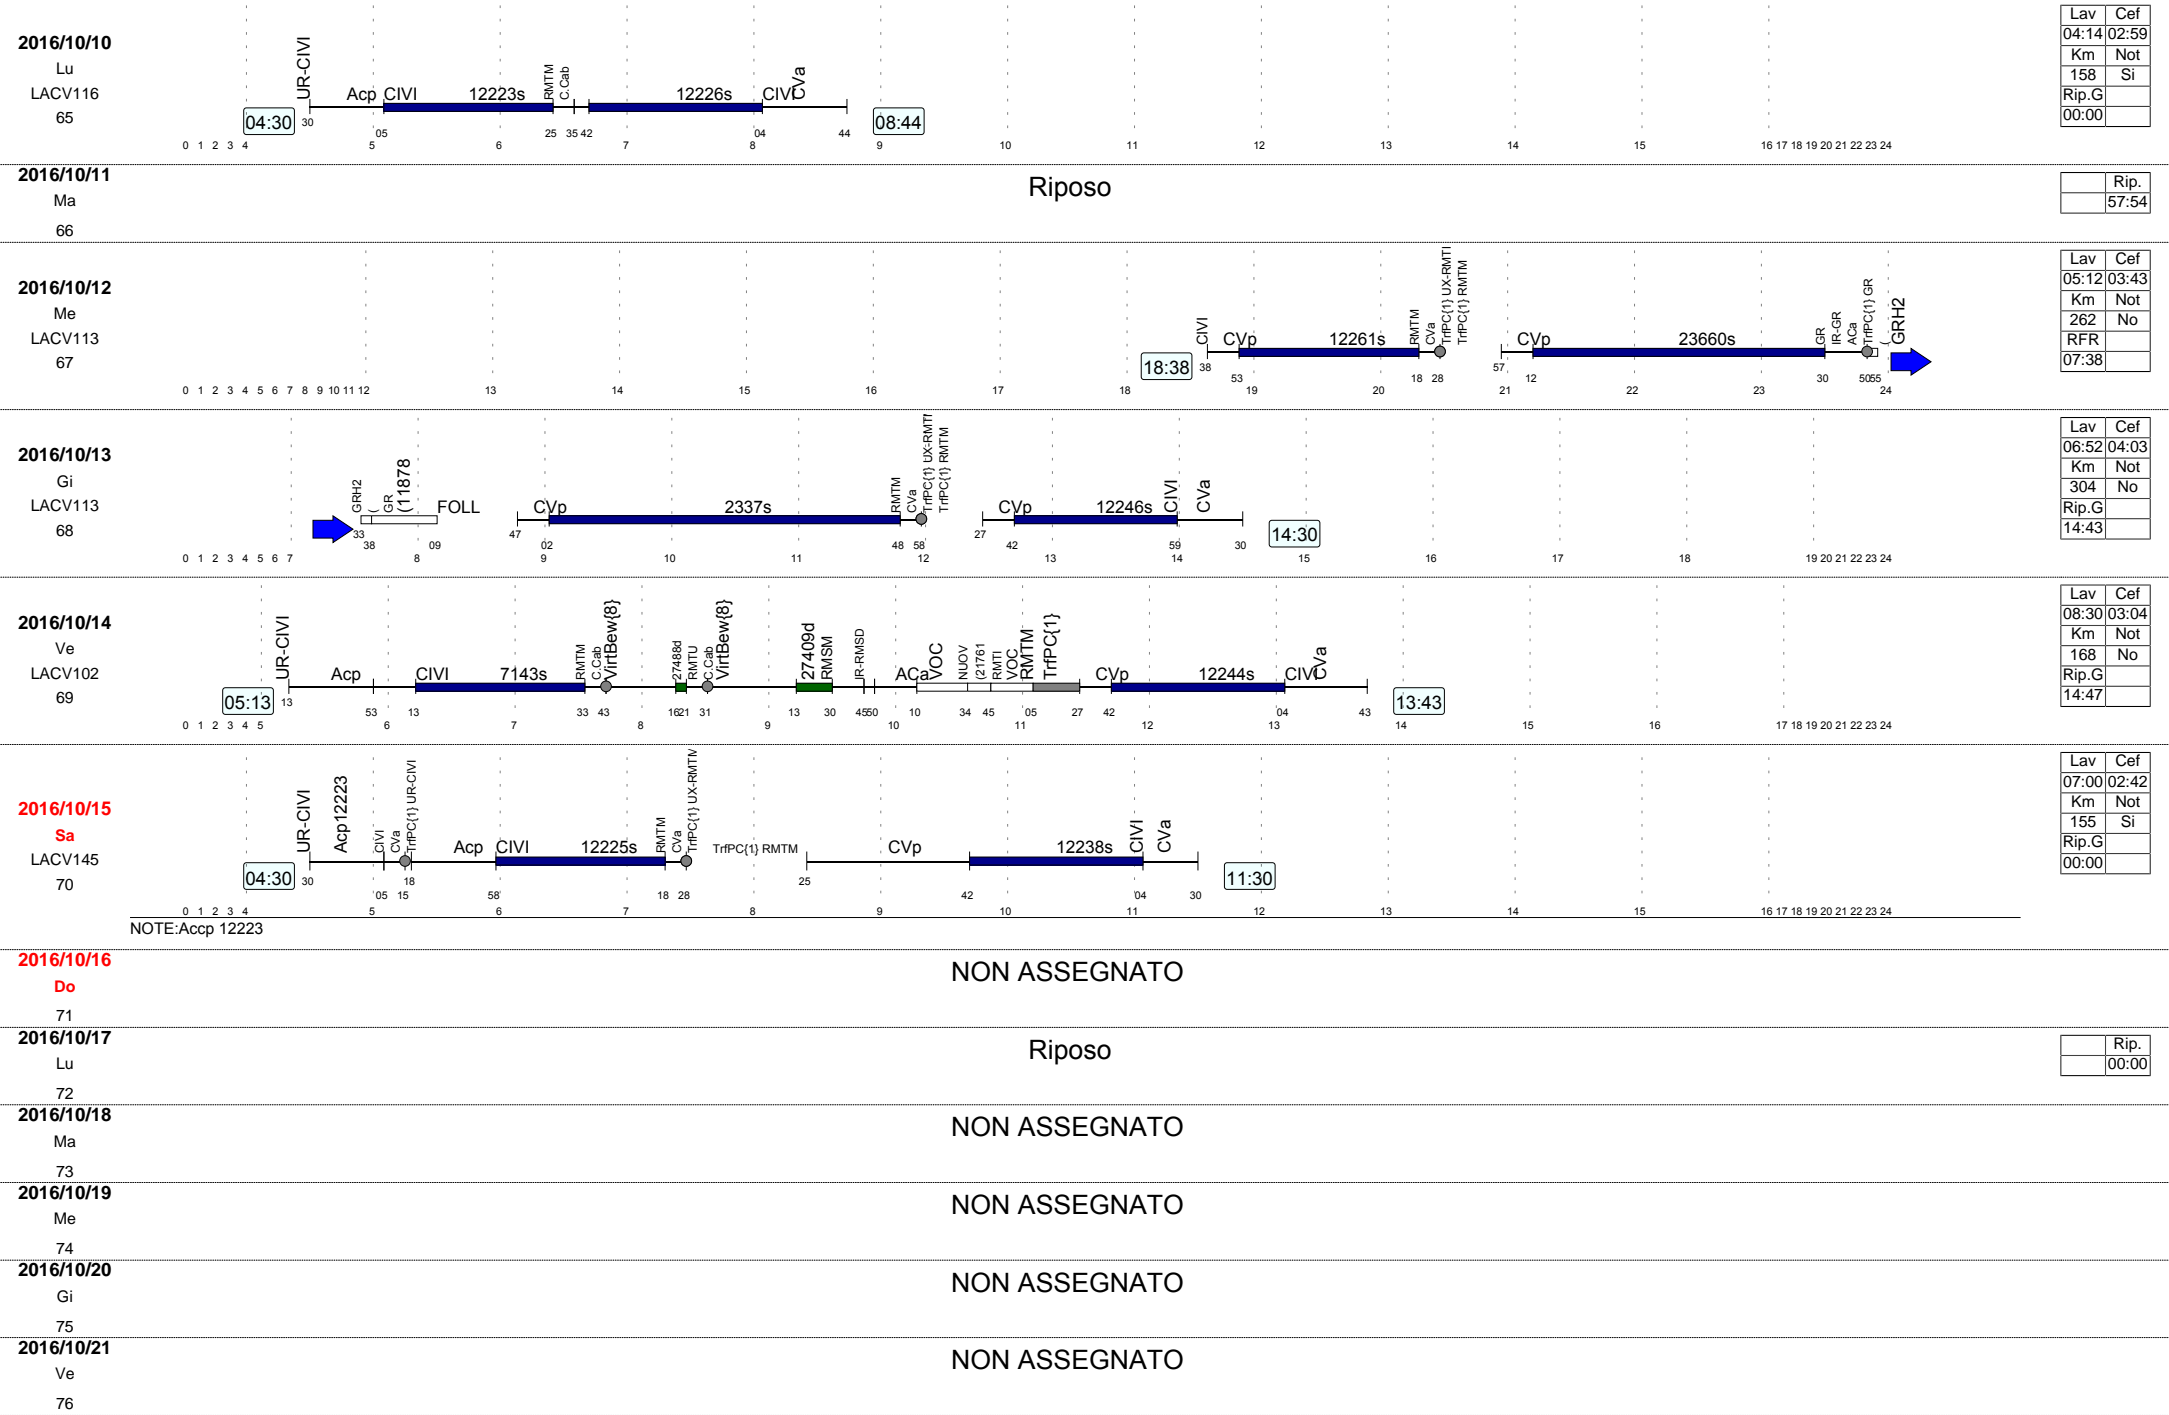 2016/10/10
Lu
LACV116
65
04:30
UR-CIVI
Acp CIVI 12223s RMTM C.Cab 12226s CIVI CVa
30 05 25 35 42 04 44
08:44
0 1 2 3 4 5 6 7 8 9 10 11 12 13 14 15 16 17 18 19 20 21 22 23 24
Lav Cef
04:14 02:59
Km Not
158 Si
Rip.G
00:00
2016/10/11
Ma
66
Riposo
Rip.
57:54
2016/10/12
Me
LACV113
67
18:38
CIVI CVp 12261s RMTM CVa TrfPC{1} UX-RMTI TrfPC{1} RMTM CVp 23660s GR IR-GR ACa TrfPC{1} GR ( GRH2
38 53 18 28 57 12 30 50 55
0 1 2 3 4 5 6 7 8 9 10 11 12 13 14 15 16 17 18 19 20 21 22 23 24
Lav Cef
05:12 03:43
Km Not
262 No
RFR
07:38
2016/10/13
Gi
LACV113
68
GRH2 ( GR (11878 FOLL CVp 2337s RMTM CVa TrfPC{1} UX-RMTI TrfPC{1} RMTM CVp 12246s CIVI CVa
33 38 09 47 02 48 58 27 42 59 30
14:30
0 1 2 3 4 5 6 7 8 9 10 11 12 13 14 15 16 17 18 19 20 21 22 23 24
Lav Cef
06:52 04:03
Km Not
304 No
Rip.G
14:43
2016/10/14
Ve
LACV102
69
05:13
UR-CIVI Acp CIVI 7143s RMTM C.Cab VirtBew{8} 27488d RMTU C.Cab VirtBew{8} 27409d RMSM IR-RMSD ACa VOC NUOV (21761 RMTI VOC RMTM TrfPC{1} CVp 12244s CIVI CVa
13 53 13 33 43 16 21 31 13 30 45 50 10 34 45 05 27 42 04 43
13:43
0 1 2 3 4 5 6 7 8 9 10 11 12 13 14 15 16 17 18 19 20 21 22 23 24
Lav Cef
08:30 03:04
Km Not
168 No
Rip.G
14:47
2016/10/15
Sa
LACV145
70
04:30
UR-CIVI Acp12223 CIVI CVa TrfPC{1} UR-CIVI Acp CIVI 12225s RMTM CVa TrfPC{1} UX-RMTM TrfPC{1} RMTM CVp 12238s CIVI CVa
30 05 15 18 58 18 28 25 42 04 30
11:30
0 1 2 3 4 5 6 7 8 9 10 11 12 13 14 15 16 17 18 19 20 21 22 23 24
NOTE:Accp 12223
Lav Cef
07:00 02:42
Km Not
155 Si
Rip.G
00:00
2016/10/16
Do
71
NON ASSEGNATO
2016/10/17
Lu
72
Riposo
Rip.
00:00
2016/10/18
Ma
73
NON ASSEGNATO
2016/10/19
Me
74
NON ASSEGNATO
2016/10/20
Gi
75
NON ASSEGNATO
2016/10/21
Ve
76
NON ASSEGNATO